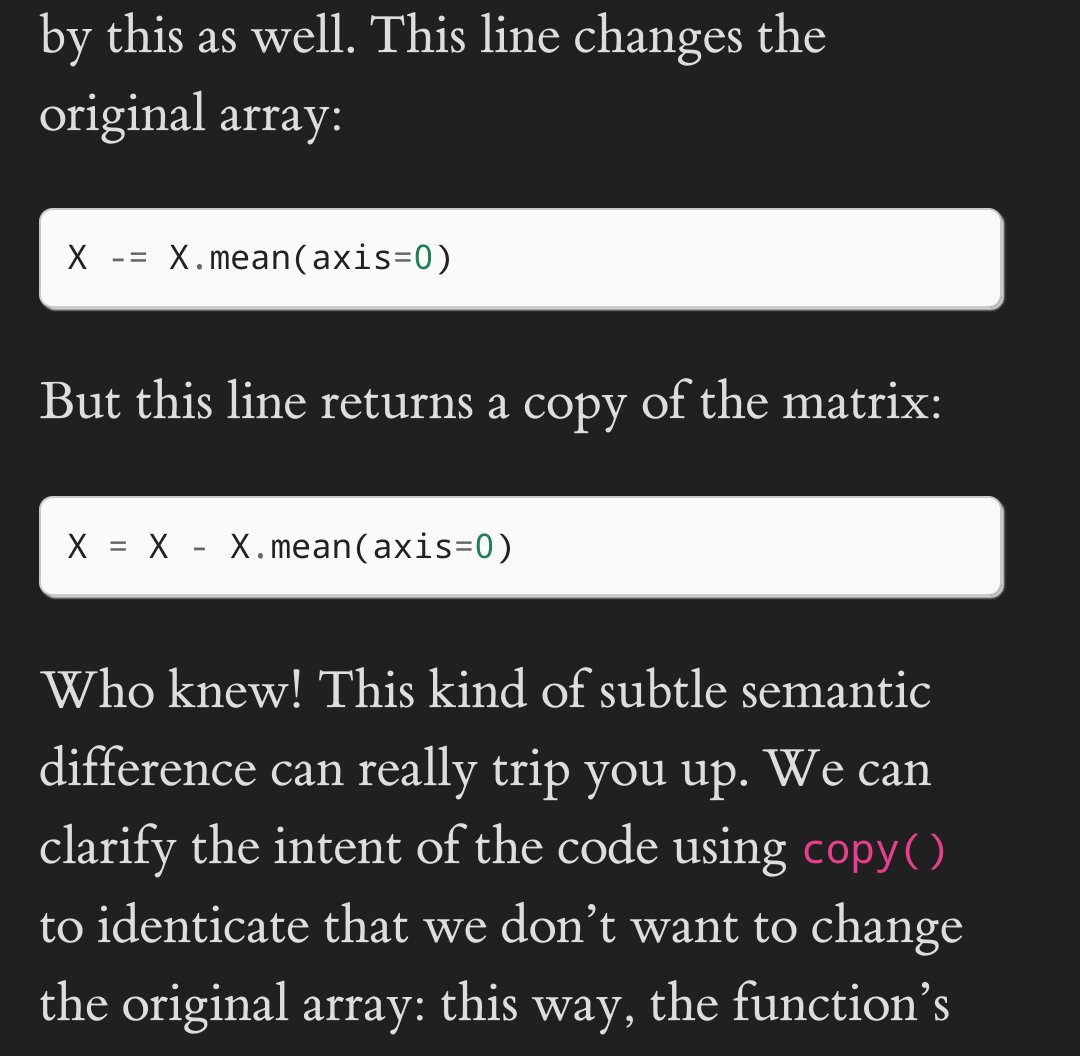 by this as well. This line changes the
original array:
X -= X.mean(axis=0)
But this line returns a copy of the matrix:
X = X - X.mean(axis=0)
Who knew! This kind of subtle semantic
difference can really trip you up. We can
clarify the intent of the code using copy()
to identicate that we don’t want to change
the original array: this way, the function’s